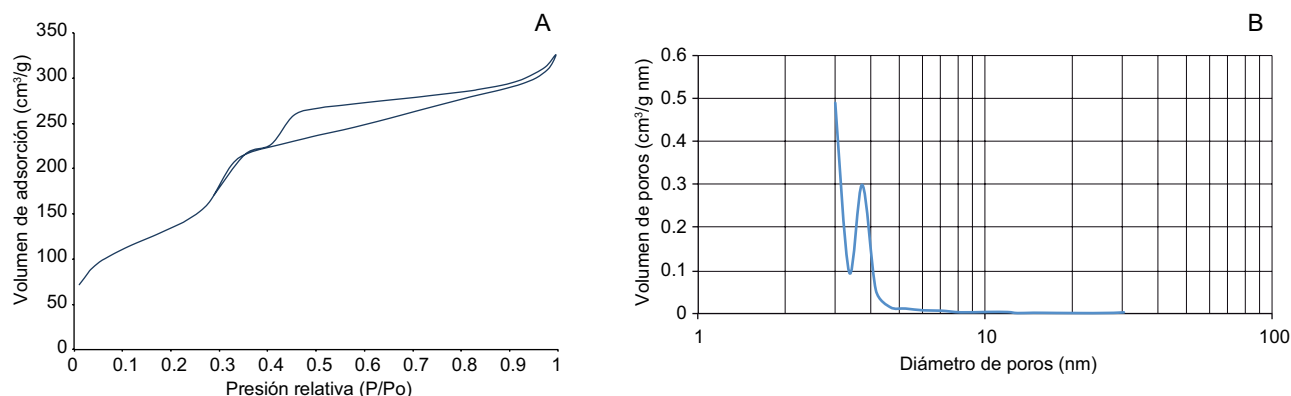 A
Volumen de adsorción (cm³/g)
350
300
250
200
150
100
50
0
0 0.1 0.2 0.3 0.4 0.5 0.6 0.7 0.8 0.9 1
Presión relativa (P/Po)
B
Volumen de poros (cm³/g nm)
0.6
0.5
0.4
0.3
0.2
0.1
0
1 10 100
Diámetro de poros (nm)